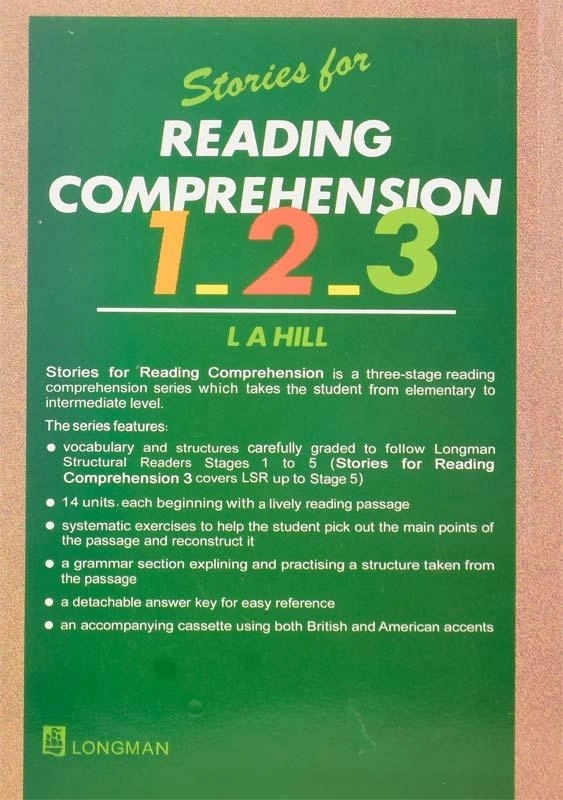 Stories for
READING
COMPREHENSION
1_2_3
L A HILL
Stories for Reading Comprehension is a three-stage reading
comprehension series which takes the student from elementary to
intermediate level.
The series features:
● vocabulary and structures carefully graded to follow Longman
Structural Readers Stages 1 to 5 (Stories for Reading
Comprehension 3 covers LSR up to Stage 5)
● 14 units, each beginning with a lively reading passage
● systematic exercises to help the student pick out the main points of
the passage and reconstruct it
● a grammar section explining and practising a structure taken from
the passage
● a detachable answer key for easy reference
● an accompanying cassette using both British and American accents
LONGMAN